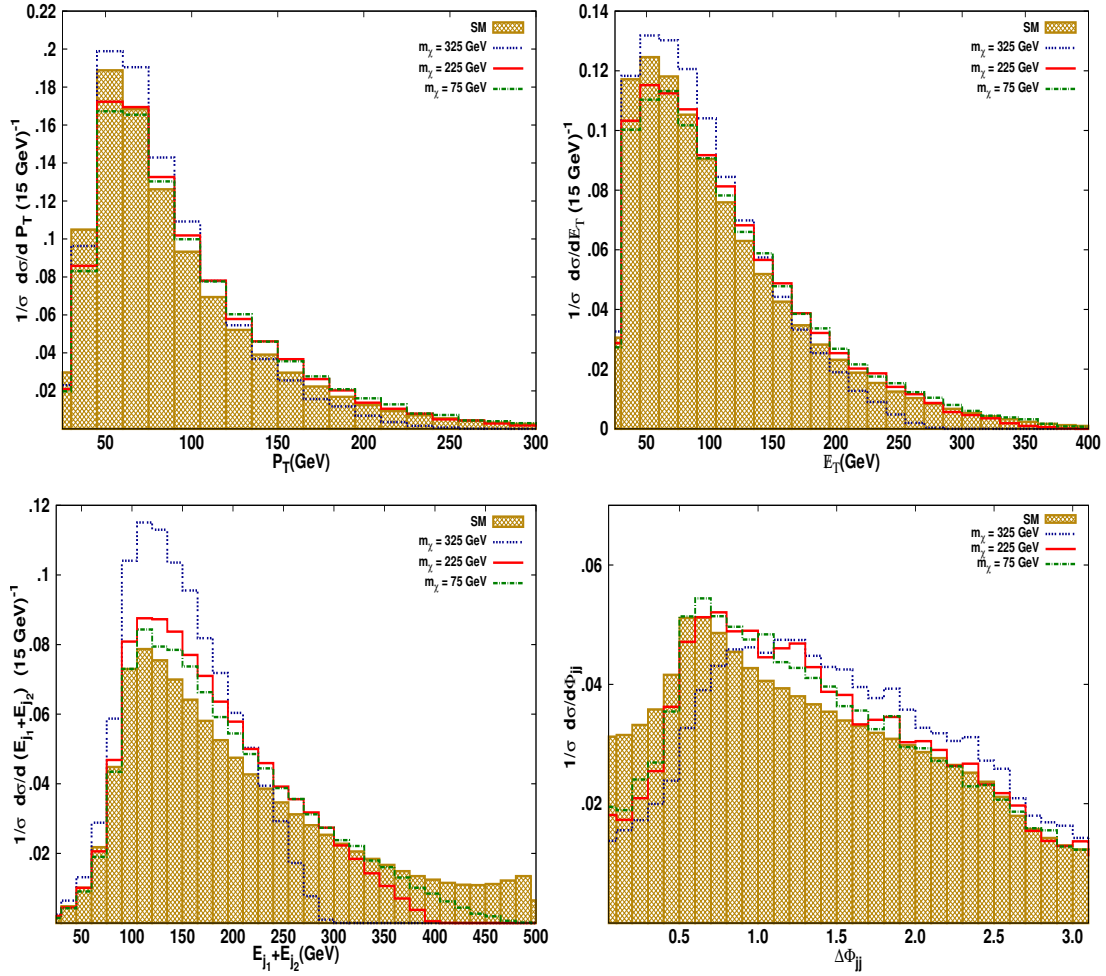 0.22
.2
.18
.16
.14
.12
.1
.08
.06
.04
.02
1/σ dσ/d P_T (15 GeV)^-1
SM
m_χ = 325 GeV
m_χ = 225 GeV
m_χ = 75 GeV
50 100 150 200 250 300
P_T(GeV)
0.14
0.12
0.1
0.08
0.06
0.04
0.02
0
1/σ dσ/dE̸_T (15 GeV)^-1
SM
m_χ = 325 GeV
m_χ = 225 GeV
m_χ = 75 GeV
50 100 150 200 250 300 350 400
E̸_T(GeV)
.12
.1
.08
.06
.04
.02
1/σ dσ/d (E_j1+E_j2) (15 GeV)^-1
SM
m_χ = 325 GeV
m_χ = 225 GeV
m_χ = 75 GeV
50 100 150 200 250 300 350 400 450 500
E_j1+E_j2(GeV)
.06
.04
.02
1/σ dσ/dΦ_jj
SM
m_χ = 325 GeV
m_χ = 225 GeV
m_χ = 75 GeV
0.5 1.0 1.5 2.0 2.5 3.0
ΔΦ_jj